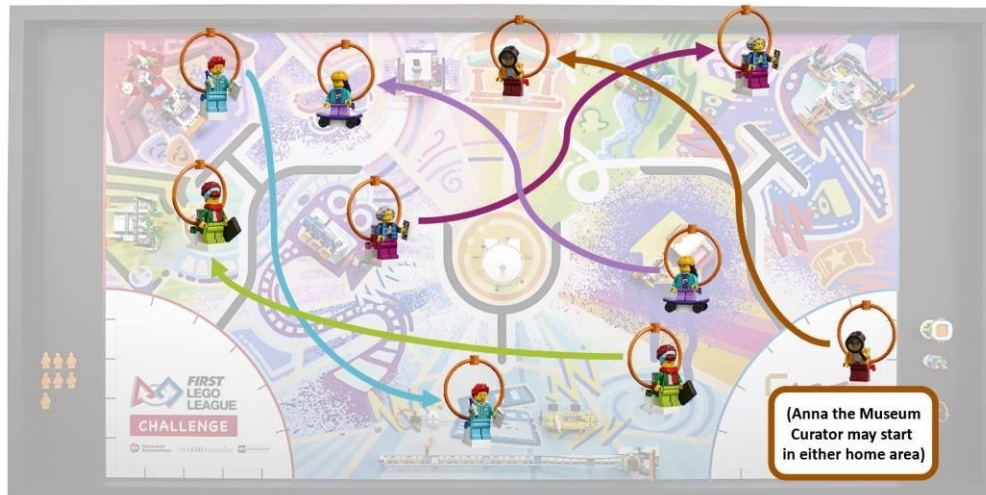 FIRST
LEGO
LEAGUE
CHALLENGE
(Anna the Museum
Curator may start
in either home area)